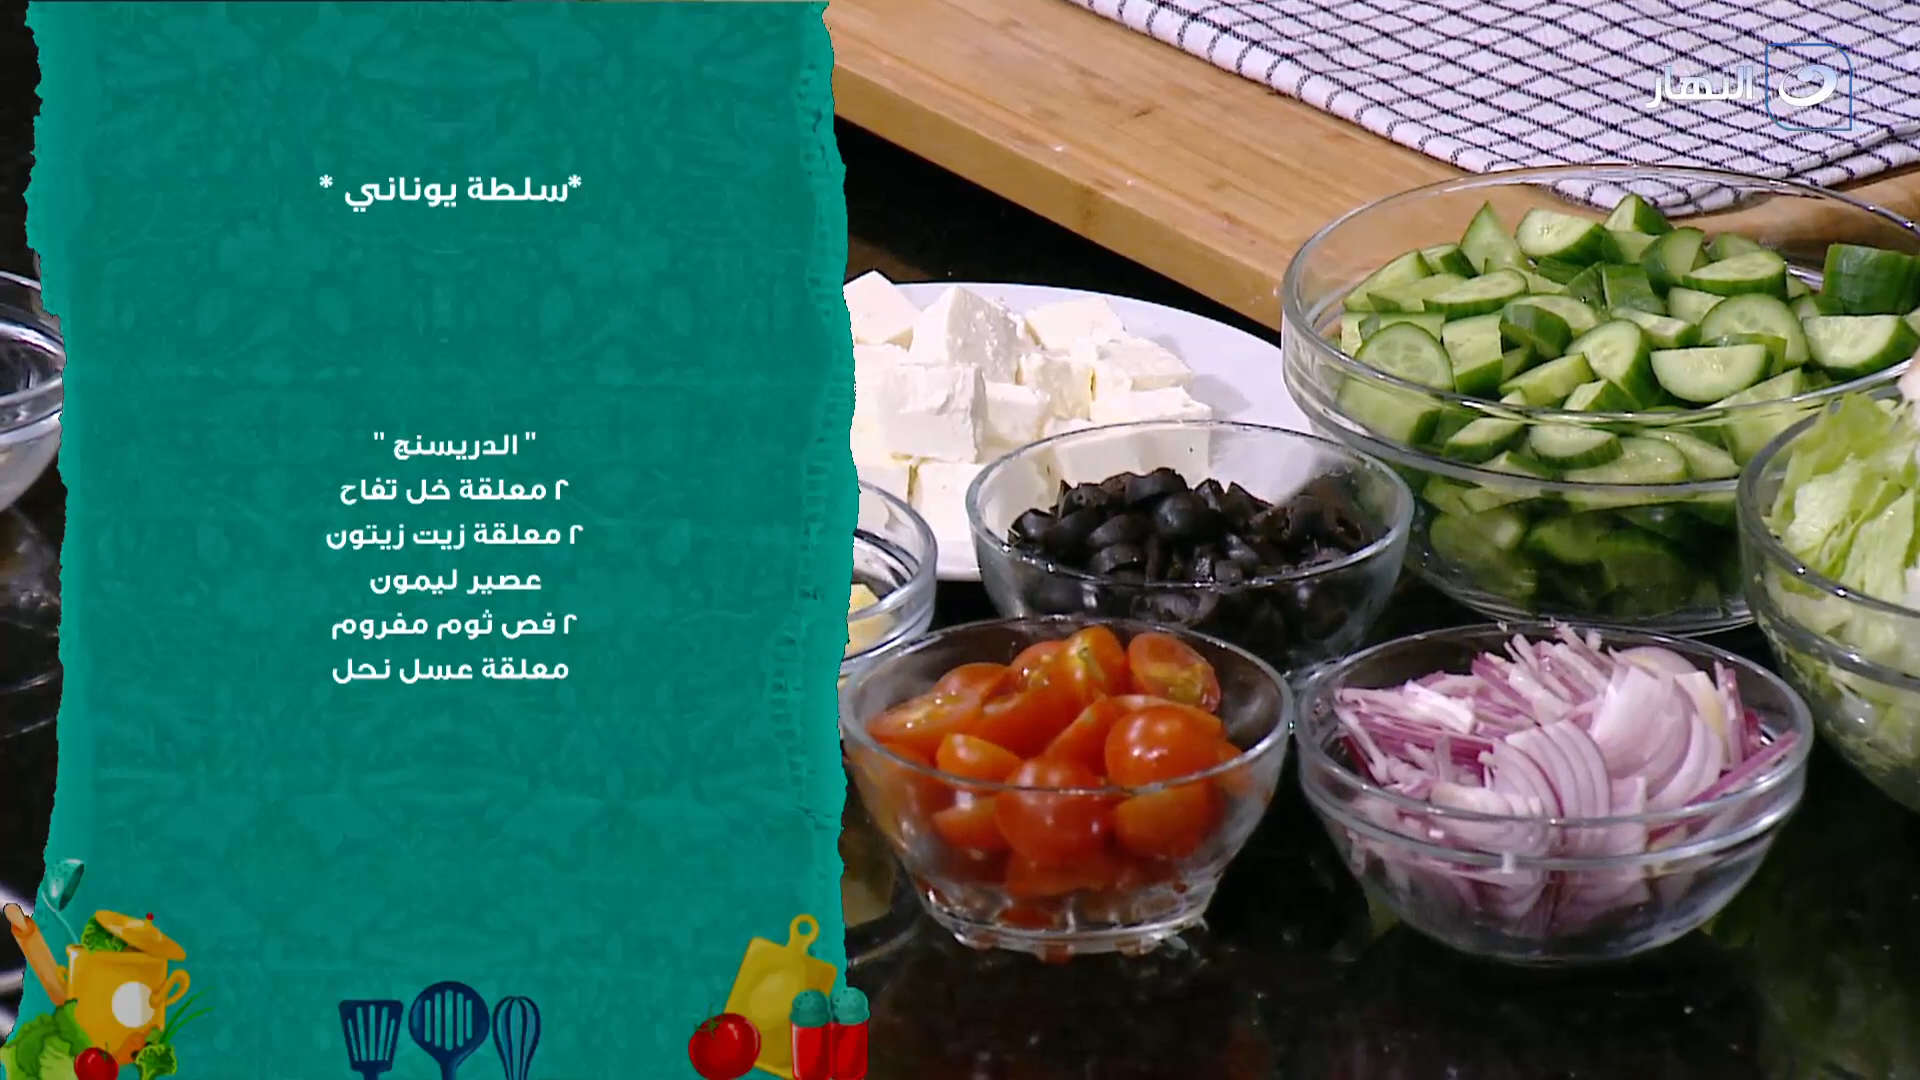 النهار
*سلطة يوناني *
" الدريسنج "
٢ معلقة خل تفاح
٢ معلقة زيت زيتون
عصير ليمون
٢ فص ثوم مفروم
معلقة عسل نحل